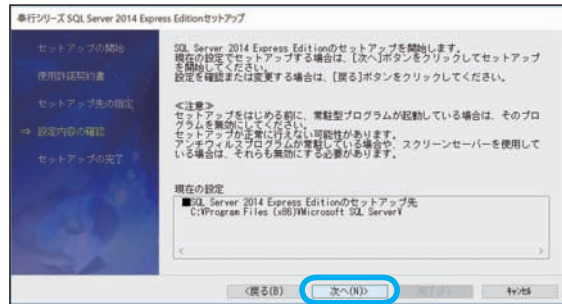 奉行シリーズ SQL Server 2014 Express Editionセットアップ
セットアップの開始
使用許諾契約書
セットアップ先の指定
⇒ 設定内容の確認
セットアップの完了
SQL Server 2014 Express Editionのセットアップを開始します。
現在の設定でセットアップする場合は、[次へ]ボタンをクリックしてセットアップ
を開始してください。
設定を確認または変更する場合は、[戻る]ボタンをクリックしてください。
≪注意≫
セットアップをはじめる前に、常駐型プログラムが起動している場合は、そのプロ
グラムを無効にしてください。
セットアップが正常に行えない可能性があります。
アンチウィルスプログラムが常駐している場合や、スクリーンセーバーを使用して
いる場合は、それらも無効にする必要があります。
現在の設定
■SQL Server 2014 Express Editionのセットアップ先
C:¥Program Files (x86)¥Microsoft SQL Server¥
<戻る(B) 次へ(N)> キャンセル